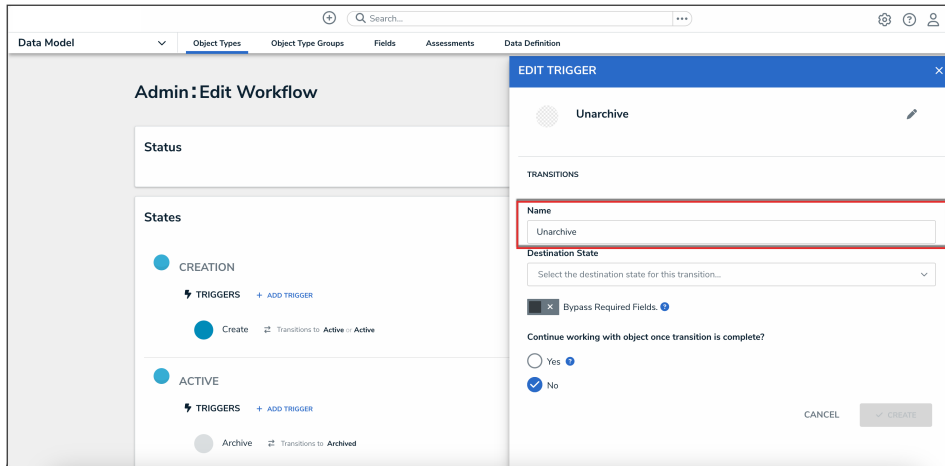 Search...
Data Model
Object Types
Object Type Groups
Fields
Assessments
Data Definition
Admin:Edit Workflow
Status
States
CREATION
TRIGGERS + ADD TRIGGER
Create Transitions to Active or Active
ACTIVE
TRIGGERS + ADD TRIGGER
Archive Transitions to Archived
EDIT TRIGGER
Unarchive
TRANSITIONS
Name
Unarchive
Destination State
Select the destination state for this transition...
Bypass Required Fields.
Continue working with object once transition is complete?
Yes
No
CANCEL
CREATE